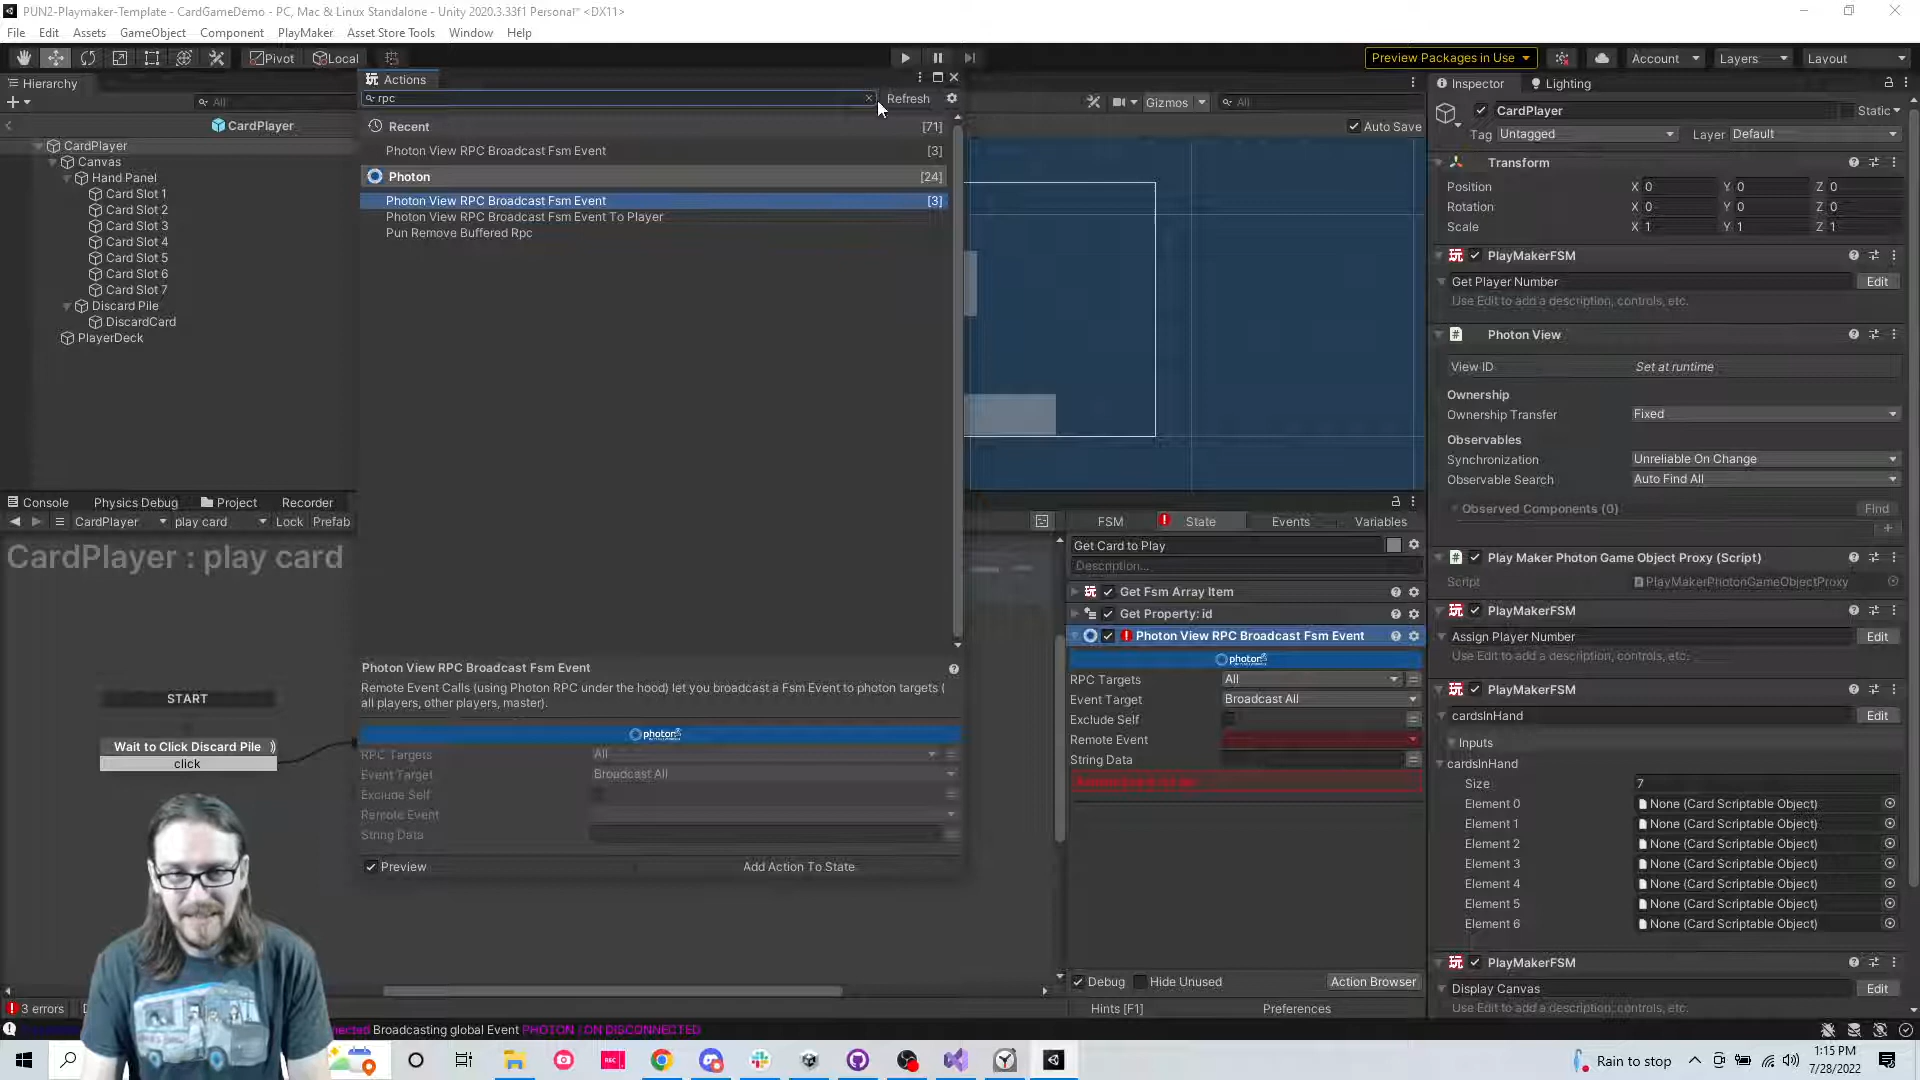 PUN2-Playmaker-Template - CardGameDemo - PC, Mac & Linux Standalone - Unity 2020.3.33f1 Personal* <DX11>
File Edit Assets GameObject Component PlayMaker Asset Store Tools Window Help
Pivot Local Preview Packages in Use Account Layers Layout
Hierarchy
All
CardPlayer
CardPlayer
Canvas
Hand Panel
Card Slot 1
Card Slot 2
Card Slot 3
Card Slot 4
Card Slot 5
Card Slot 6
Card Slot 7
Discard Pile
DiscardCard
PlayerDeck
Actions
rpc Refresh
Recent [71]
Photon View RPC Broadcast Fsm Event [3]
Photon [24]
Photon View RPC Broadcast Fsm Event [3]
Photon View RPC Broadcast Fsm Event To Player
Pun Remove Buffered Rpc
Photon View RPC Broadcast Fsm Event
Remote Event Calls (using Photon RPC under the hood) let you broadcast a Fsm Event to photon targets (
all players, other players, master).
photon
RPC Targets All
Event Target Broadcast All
Exclude Self
Remote Event
String Data
Preview Add Action To State
Gizmos All
Auto Save
Console Physics Debug Project Recorder
CardPlayer play card Lock Prefab
CardPlayer : play card
START
Wait to Click Discard Pile
click
FSM State Events Variables
Get Card to Play
Description...
Get Fsm Array Item
Get Property: id
Photon View RPC Broadcast Fsm Event
photon
RPC Targets All
Event Target Broadcast All
Exclude Self
Remote Event
String Data
Debug Hide Unused Action Browser
Hints [F1] Preferences
Inspector Lighting
CardPlayer Static
Tag Untagged Layer Default
Transform
Position X 0 Y 0 Z 0
Rotation X 0 Y 0 Z 0
Scale X 1 Y 1 Z 1
PlayMakerFSM
Get Player Number Edit
Use Edit to add a description, controls, etc.
Photon View
View ID Set at runtime
Ownership
Ownership Transfer Fixed
Observables
Synchronization Unreliable On Change
Observable Search Auto Find All
Observed Components (0) Find
Play Maker Photon Game Object Proxy (Script)
Script PlayMakerPhotonGameObjectProxy
PlayMakerFSM
Assign Player Number Edit
Use Edit to add a description, controls, etc.
PlayMakerFSM
cardsInHand Edit
Inputs
cardsInHand
Size 7
Element 0 None (Card Scriptable Object)
Element 1 None (Card Scriptable Object)
Element 2 None (Card Scriptable Object)
Element 3 None (Card Scriptable Object)
Element 4 None (Card Scriptable Object)
Element 5 None (Card Scriptable Object)
Element 6 None (Card Scriptable Object)
PlayMakerFSM
Display Canvas Edit
Use Edit to add a description, controls, etc.
3 errors
Broadcasting global Event PHOTON / ON DISCONNECTED
REC
Rain to stop
1:15 PM
7/28/2022